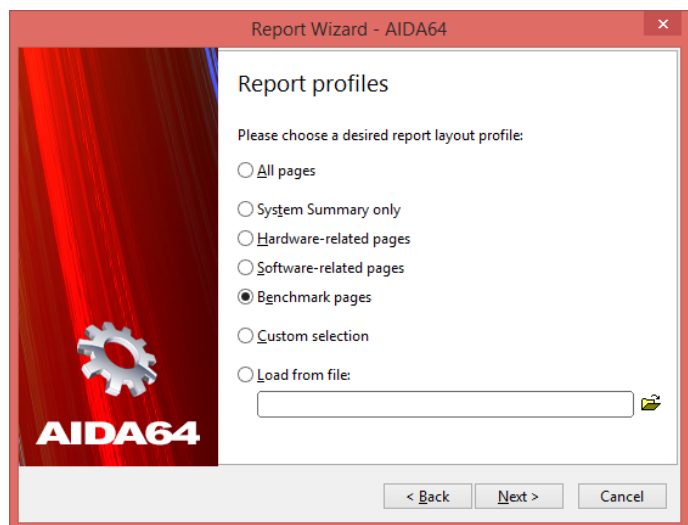 Report Wizard - AIDA64
Report profiles
Please choose a desired report layout profile:
All pages
System Summary only
Hardware-related pages
Software-related pages
Benchmark pages
Custom selection
Load from file:
AIDA64
< Back Next > Cancel